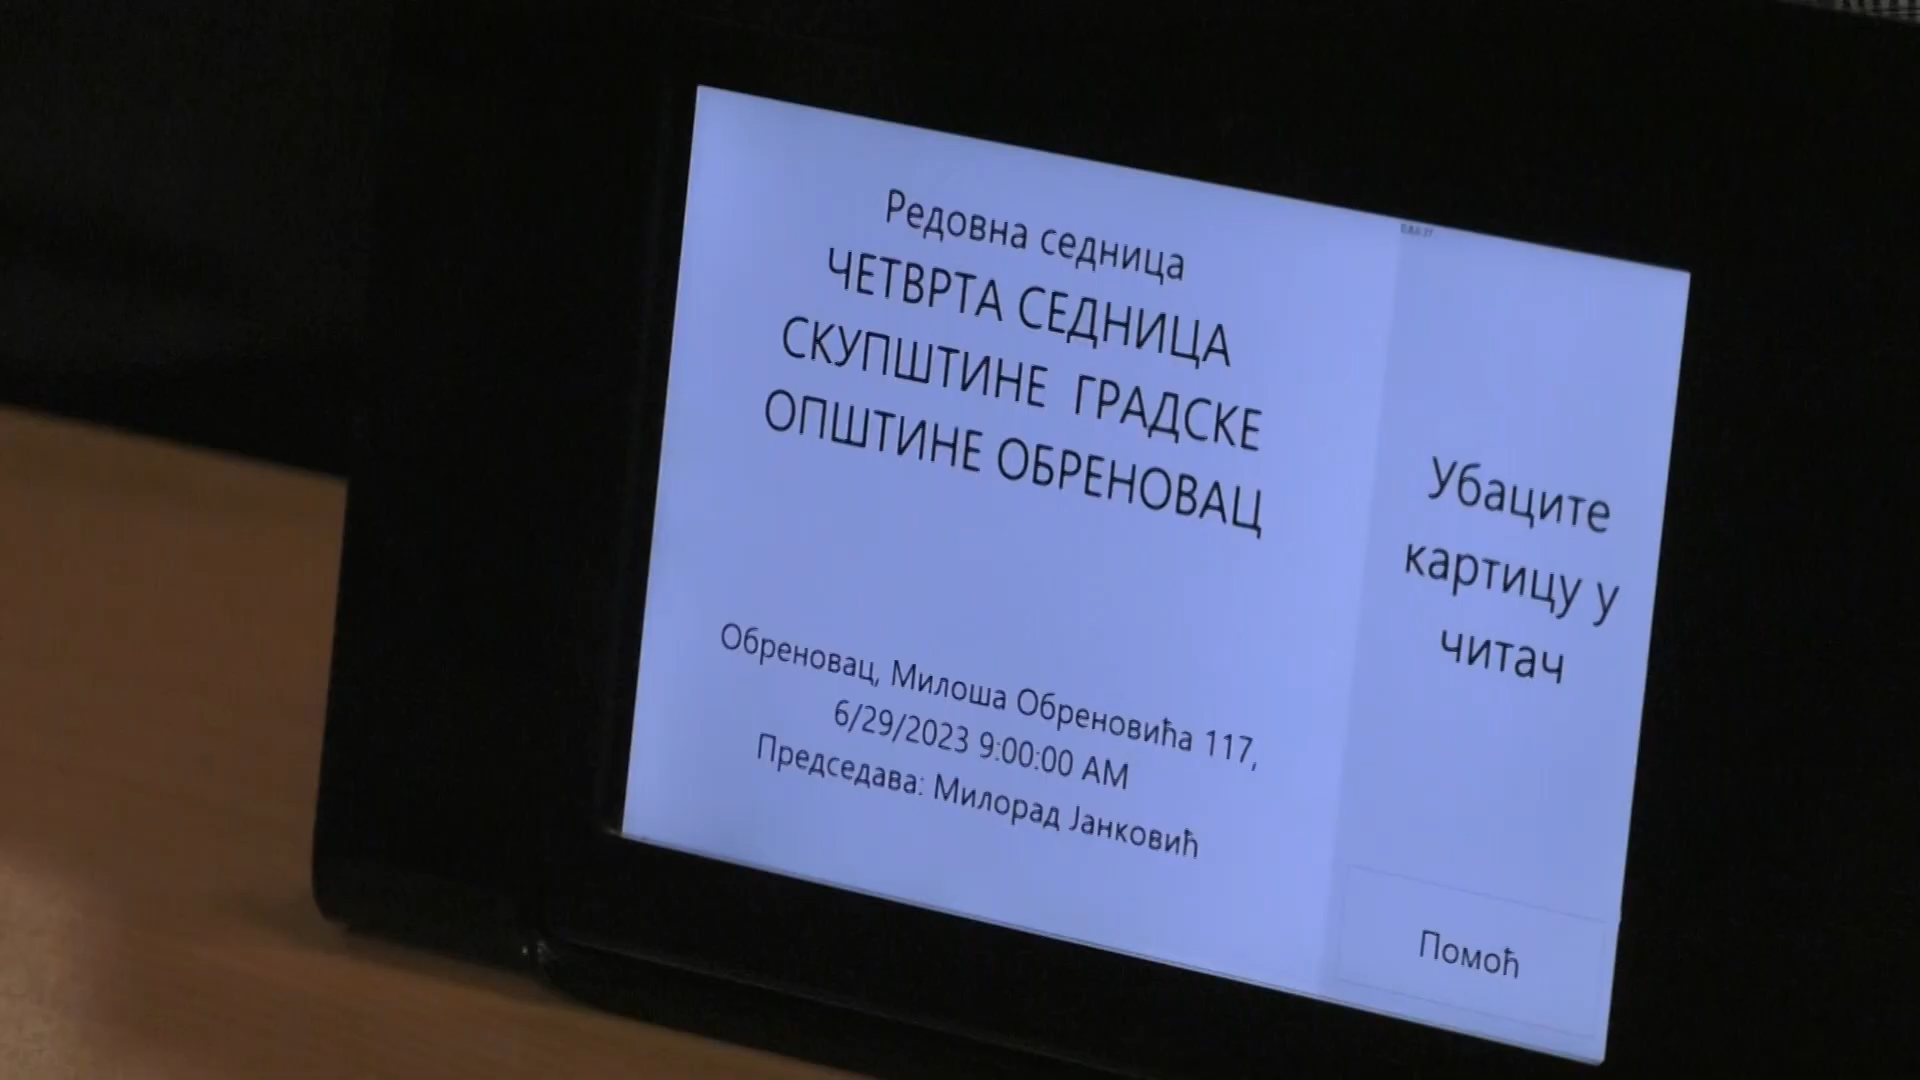 Редовна седница
ЧЕТВРТА СЕДНИЦА
СКУПШТИНЕ ГРАДСКЕ
ОПШТИНЕ ОБРЕНОВАЦ
Обреновац, Милоша Обреновића 117,
6/29/2023 9:00:00 AM
Председава: Милорад Јанковић
Убаците
картицу у
читач
Помоћ